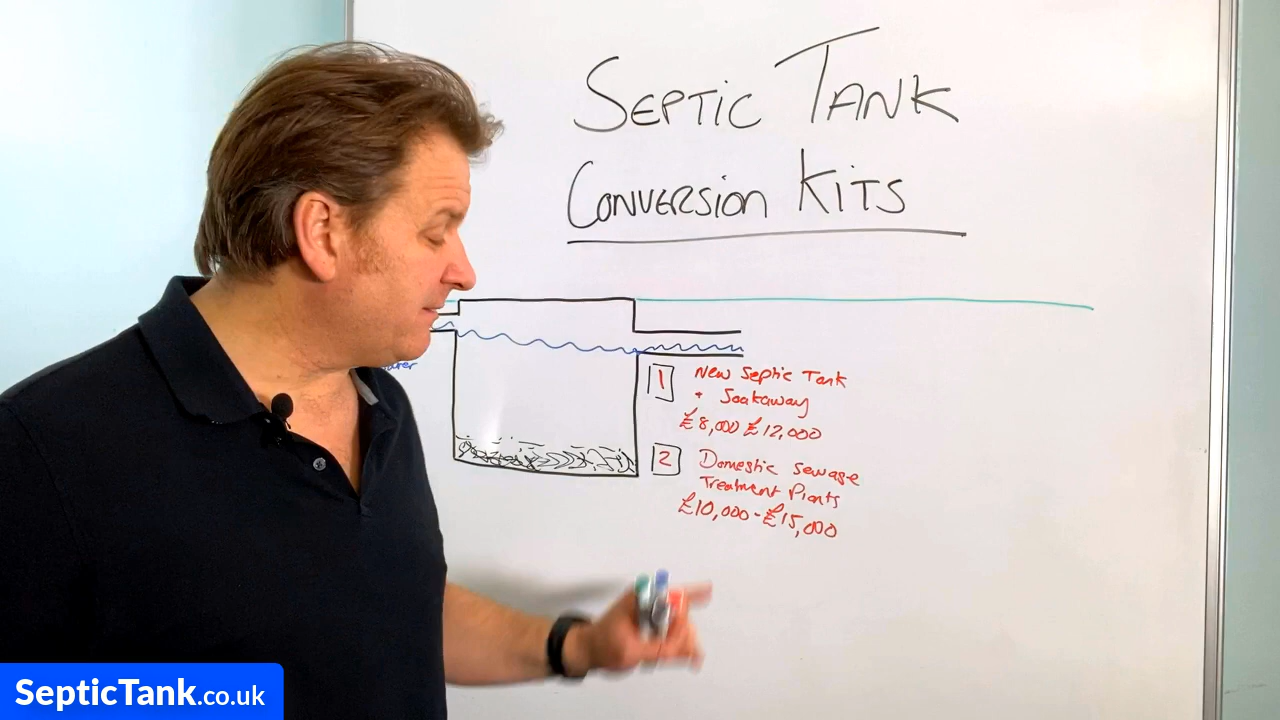 SEPTIC TANK
CONVERSION KITS
1 New Septic Tank
+ Soakaway
£8,000 £12,000
2 Domestic Sewage
Treatment Plants
£10,000 - £15,000
SepticTank.co.uk